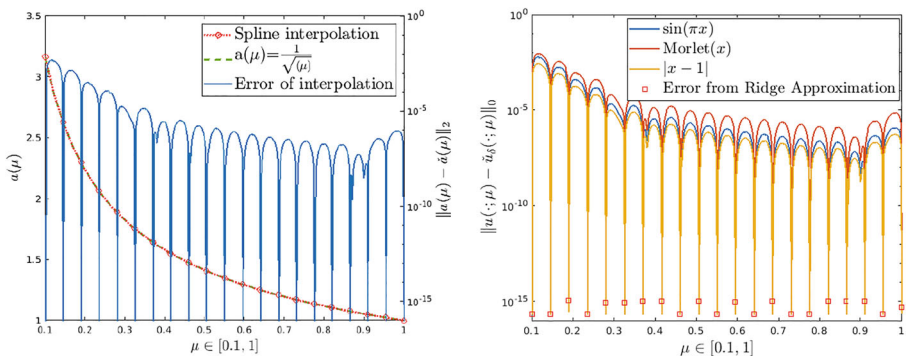 Spline interpolation
a(μ)=1/√(μ)
Error of interpolation
3.5
3
2.5
2
1.5
1
a(μ)
0.1 0.2 0.3 0.4 0.5 0.6 0.7 0.8 0.9 1
μ ∈ [0.1, 1]
10^0
10^-5
10^-10
10^-15
‖a(μ) − ã(μ)‖_2
sin(πx)
Morlet(x)
|x − 1|
Error from Ridge Approximation
10^0
10^-5
10^-10
10^-15
‖u(·; μ) − ũ_δ(·; μ)‖_0
0.1 0.2 0.3 0.4 0.5 0.6 0.7 0.8 0.9 1
μ ∈ [0.1, 1]